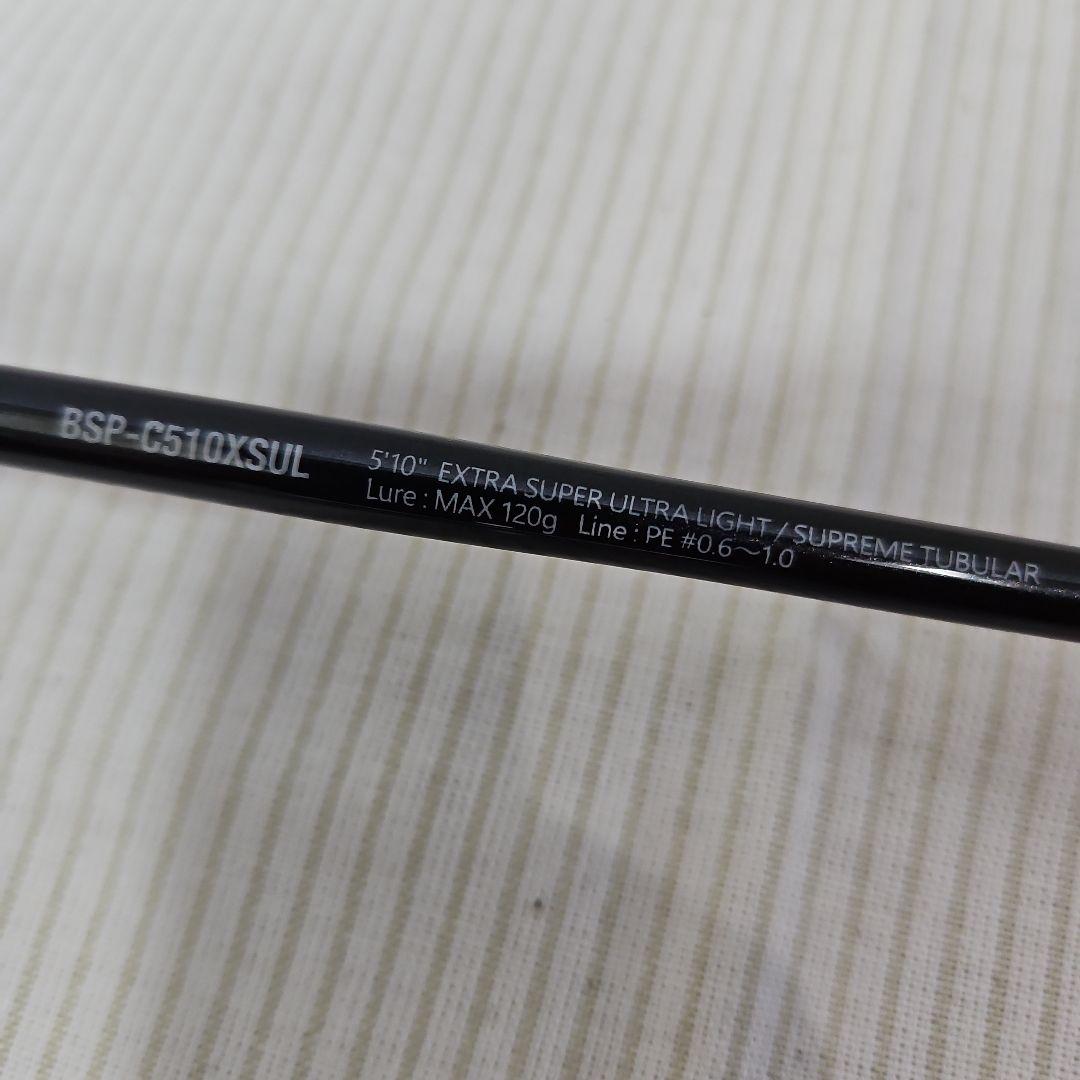 BSP-C510XSUL
5'10" EXTRA SUPER ULTRA LIGHT / SUPREME TUBULAR
Lure : MAX 120g Line : PE #0.6～1.0